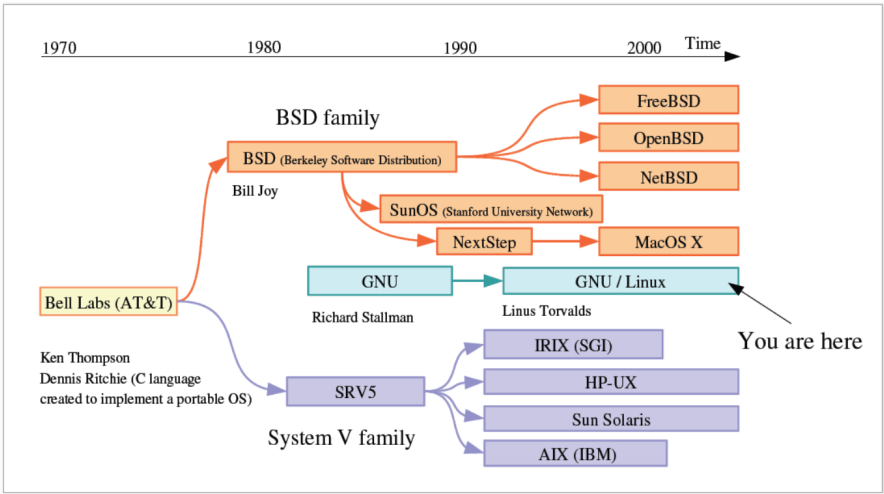 1970 1980 1990 2000 Time
BSD family
FreeBSD
OpenBSD
NetBSD
BSD (Berkeley Software Distribution)
Bill Joy
SunOS (Stanford University Network)
NextStep
MacOS X
GNU
GNU / Linux
Richard Stallman
Linus Torvalds
You are here
Bell Labs (AT&T)
Ken Thompson
Dennis Ritchie (C language
created to implement a portable OS)
SRV5
System V family
IRIX (SGI)
HP-UX
Sun Solaris
AIX (IBM)